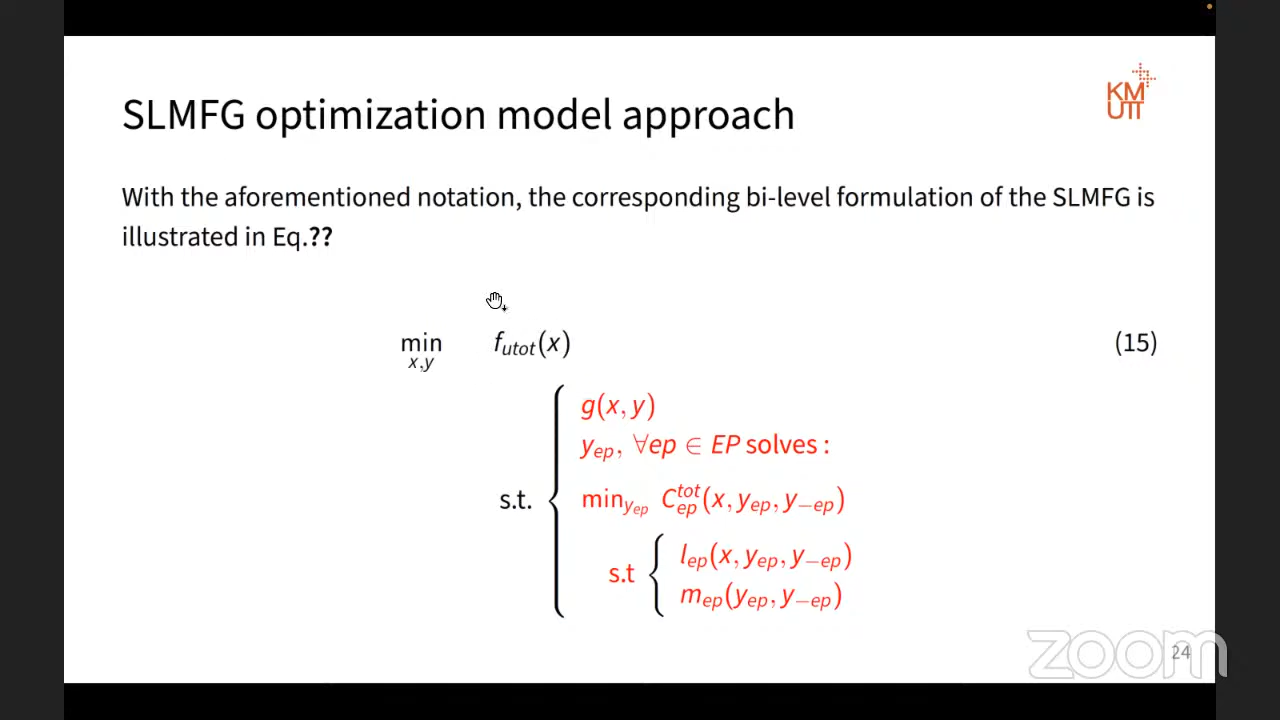 SLMFG optimization model approach
KM
UTT
With the aforementioned notation, the corresponding bi-level formulation of the SLMFG is
illustrated in Eq.??
min x,y f_utot(x) (15)
s.t.
g(x, y)
y_ep, ∀ep ∈ EP solves :
min_{y_ep} C_ep^tot(x, y_ep, y_−ep)
s.t
l_ep(x, y_ep, y_−ep)
m_ep(y_ep, y_−ep)
zoom
24